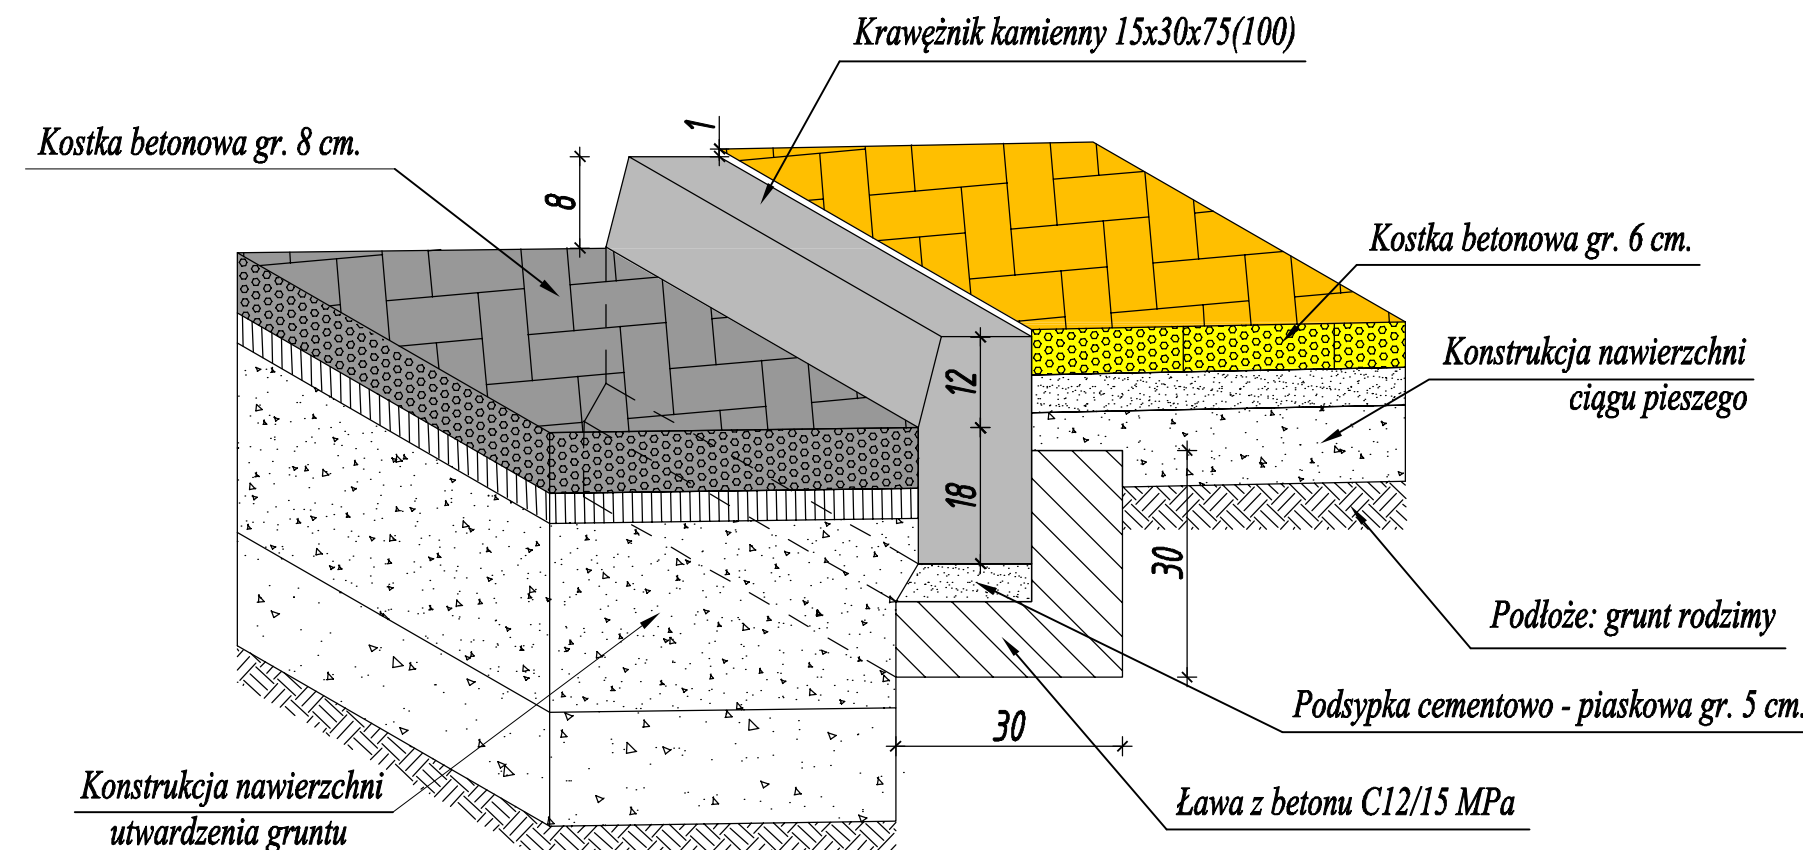 Krawężnik kamienny 15x30x75(100)
1
Kostka betonowa gr. 8 cm.
8
Kostka betonowa gr. 6 cm.
Konstrukcja nawierzchni
ciągu pieszego
12
18
30
Podłoże: grunt rodzimy
Podsypka cementowo - piaskowa gr. 5 cm.
30
Konstrukcja nawierzchni
utwardzenia gruntu
Ława z betonu C12/15 MPa